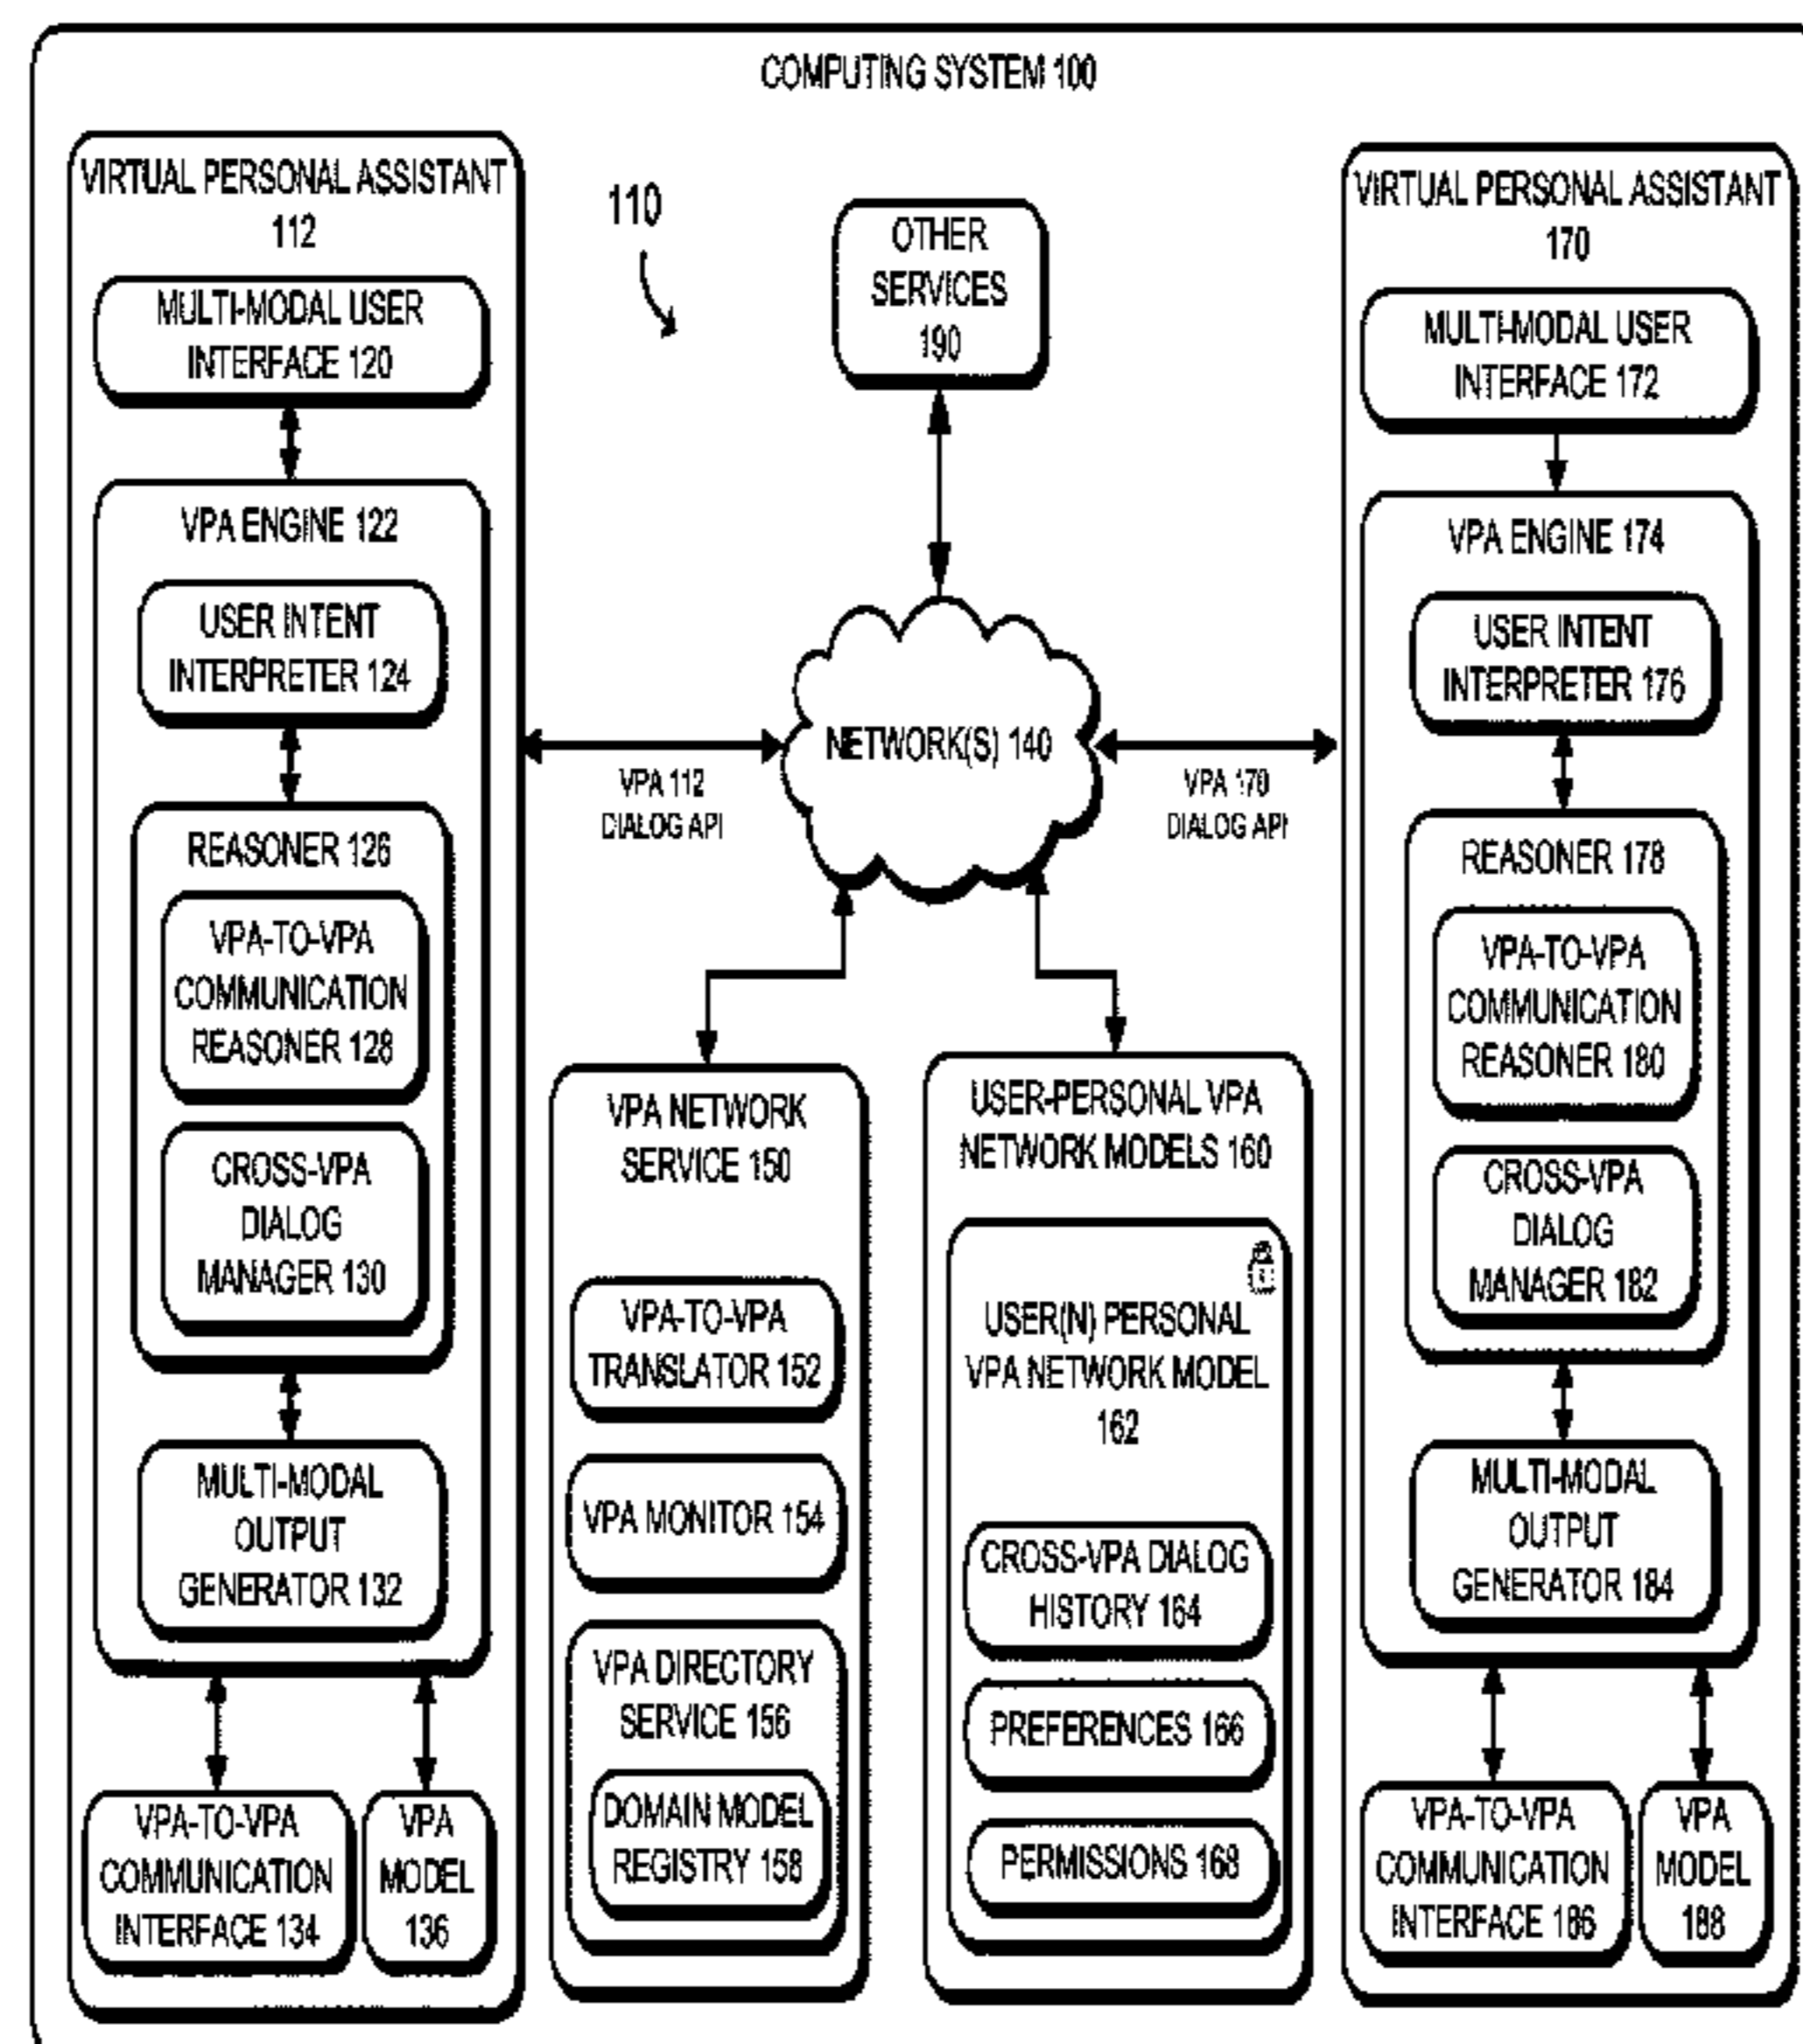 COMPUTING SYSTEM 100
VIRTUAL PERSONAL ASSISTANT
112
MULTI-MODAL USER
INTERFACE 120
VPA ENGINE 122
USER INTENT
INTERPRETER 124
REASONER 126
VPA-TO-VPA
COMMUNICATION
REASONER 128
CROSS-VPA
DIALOG
MANAGER 130
MULTI-MODAL
OUTPUT
GENERATOR 132
VPA-TO-VPA
COMMUNICATION
INTERFACE 134
VPA
MODEL
136
110
OTHER
SERVICES
190
NETWORK(S) 140
VPA 112
DIALOG API
VPA 170
DIALOG API
VPA NETWORK
SERVICE 150
VPA-TO-VPA
TRANSLATOR 152
VPA MONITOR 154
VPA DIRECTORY
SERVICE 156
DOMAIN MODEL
REGISTRY 158
USER-PERSONAL VPA
NETWORK MODELS 160
USER(N) PERSONAL
VPA NETWORK MODEL
162
CROSS-VPA DIALOG
HISTORY 164
PREFERENCES 166
PERMISSIONS 168
VIRTUAL PERSONAL ASSISTANT
170
MULTI-MODAL USER
INTERFACE 172
VPA ENGINE 174
USER INTENT
INTERPRETER 176
REASONER 178
VPA-TO-VPA
COMMUNICATION
REASONER 180
CROSS-VPA
DIALOG
MANAGER 182
MULTI-MODAL
OUTPUT
GENERATOR 184
VPA-TO-VPA
COMMUNICATION
INTERFACE 186
VPA
MODEL
188